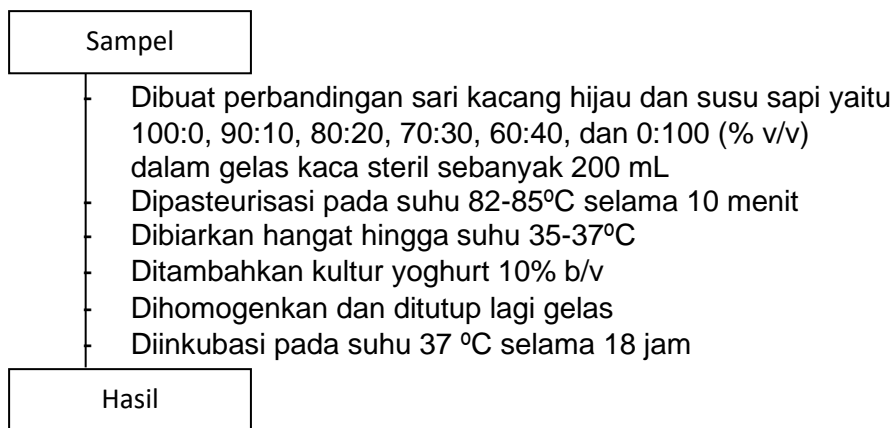 Sampel
- Dibuat perbandingan sari kacang hijau dan susu sapi yaitu
100:0, 90:10, 80:20, 70:30, 60:40, dan 0:100 (% v/v)
dalam gelas kaca steril sebanyak 200 mL
- Dipasteurisasi pada suhu 82-85⁰C selama 10 menit
- Dibiarkan hangat hingga suhu 35-37⁰C
- Ditambahkan kultur yoghurt 10% b/v
- Dihomogenkan dan ditutup lagi gelas
- Diinkubasi pada suhu 37 ⁰C selama 18 jam
Hasil